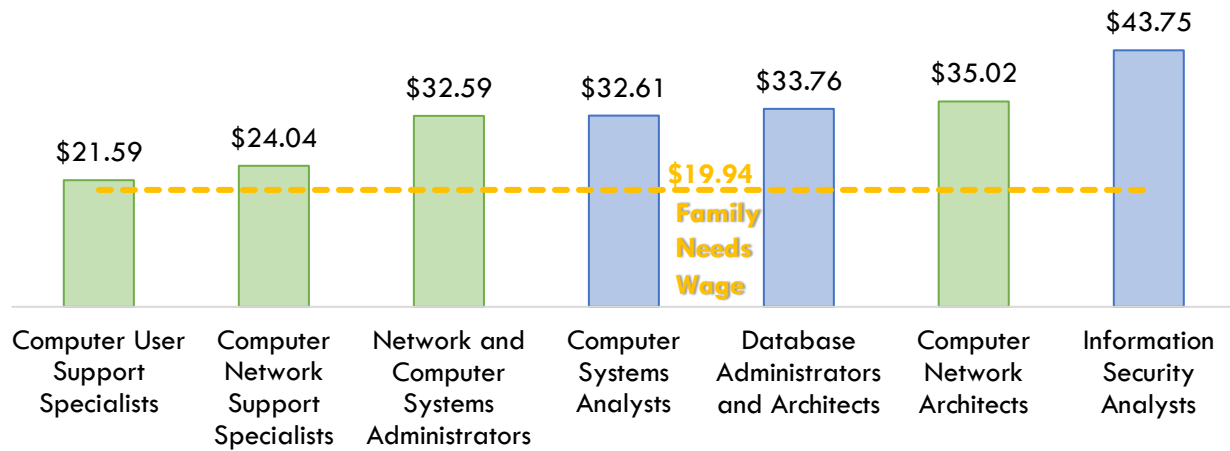 $21.59
$24.04
$32.59
$32.61
$33.76
$35.02
$43.75
$19.94
Family
Needs
Wage
Computer User
Support
Specialists
Computer
Network
Support
Specialists
Network and
Computer
Systems
Administrators
Computer
Systems
Analysts
Database
Administrators
and Architects
Computer
Network
Architects
Information
Security
Analysts